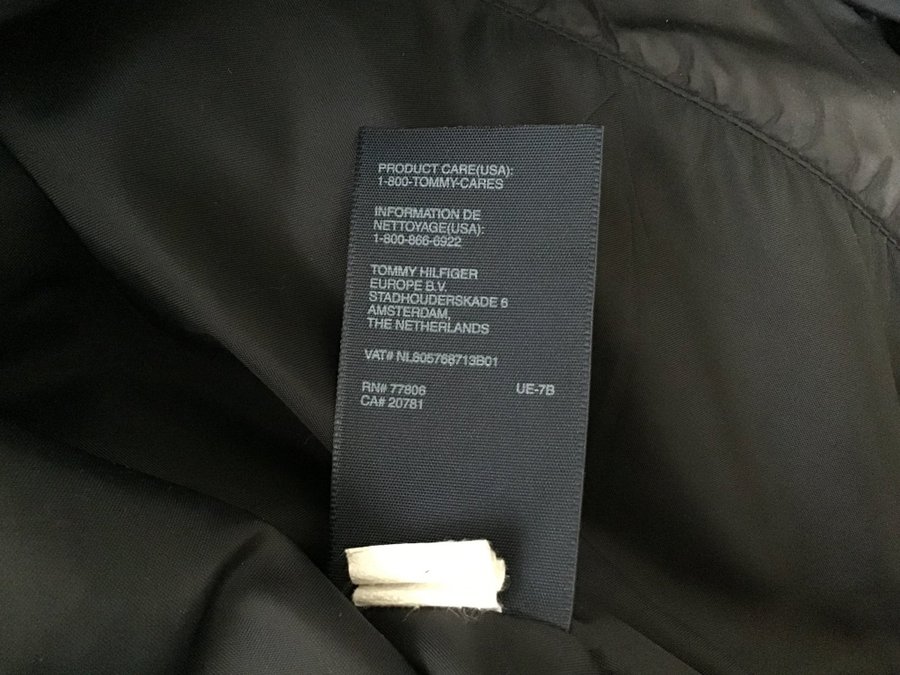 PRODUCT CARE(USA):
1-800-TOMMY-CARES
INFORMATION DE
NETTOYAGE(USA):
1-800-866-6922
TOMMY HILFIGER
EUROPE B.V.
STADHOUDERSKADE 6
AMSTERDAM,
THE NETHERLANDS
VAT# NL805768713B01
RN# 77806 UE-7B
CA# 20781